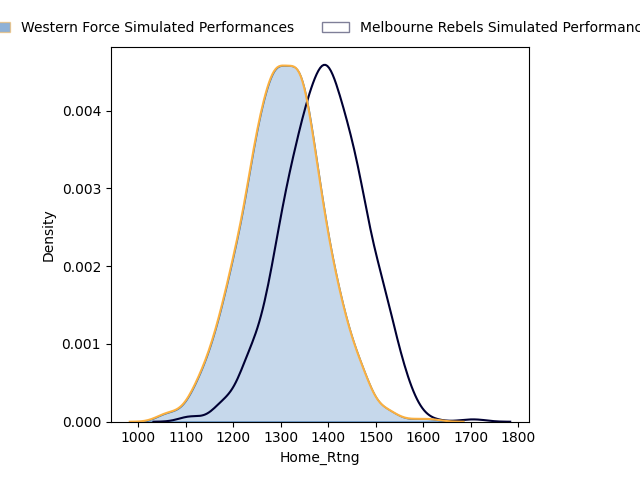 Western Force Simulated Performances
Melbourne Rebels Simulated Performanc
0.004
0.003
0.002
0.001
0.000
Density
1000 1100 1200 1300 1400 1500 1600 1700 1800
Home_Rtng